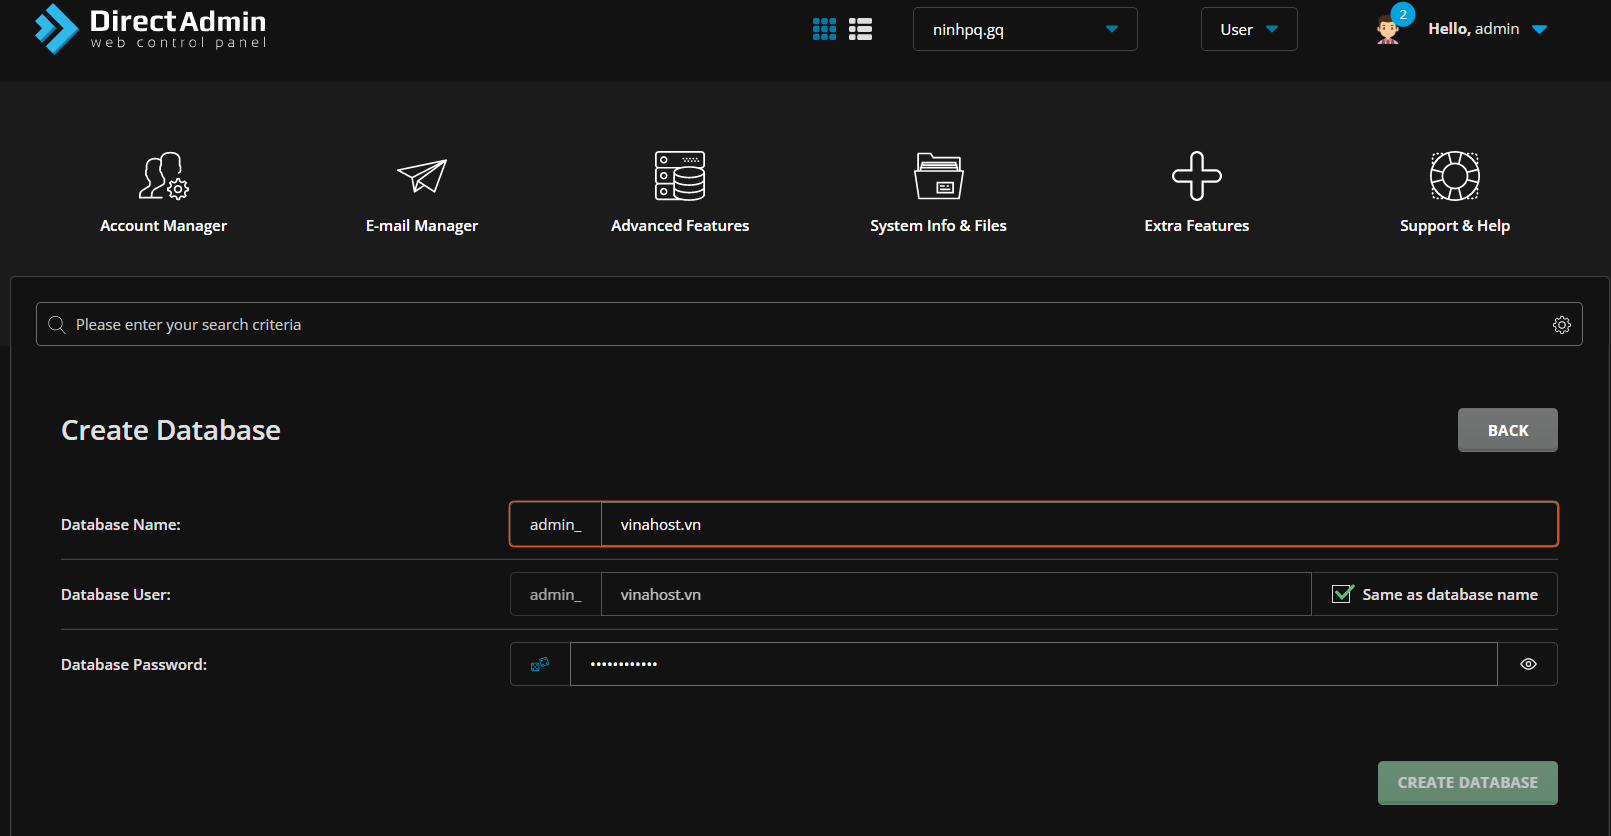 DirectAdmin
web control panel
ninhpq.gq
User
2
Hello, admin
Account Manager
E-mail Manager
Advanced Features
System Info & Files
Extra Features
Support & Help
Please enter your search criteria
Create Database
BACK
Database Name:
admin_
vinahost.vn
Database User:
admin_
vinahost.vn
Same as database name
Database Password:
••••••••••••
CREATE DATABASE